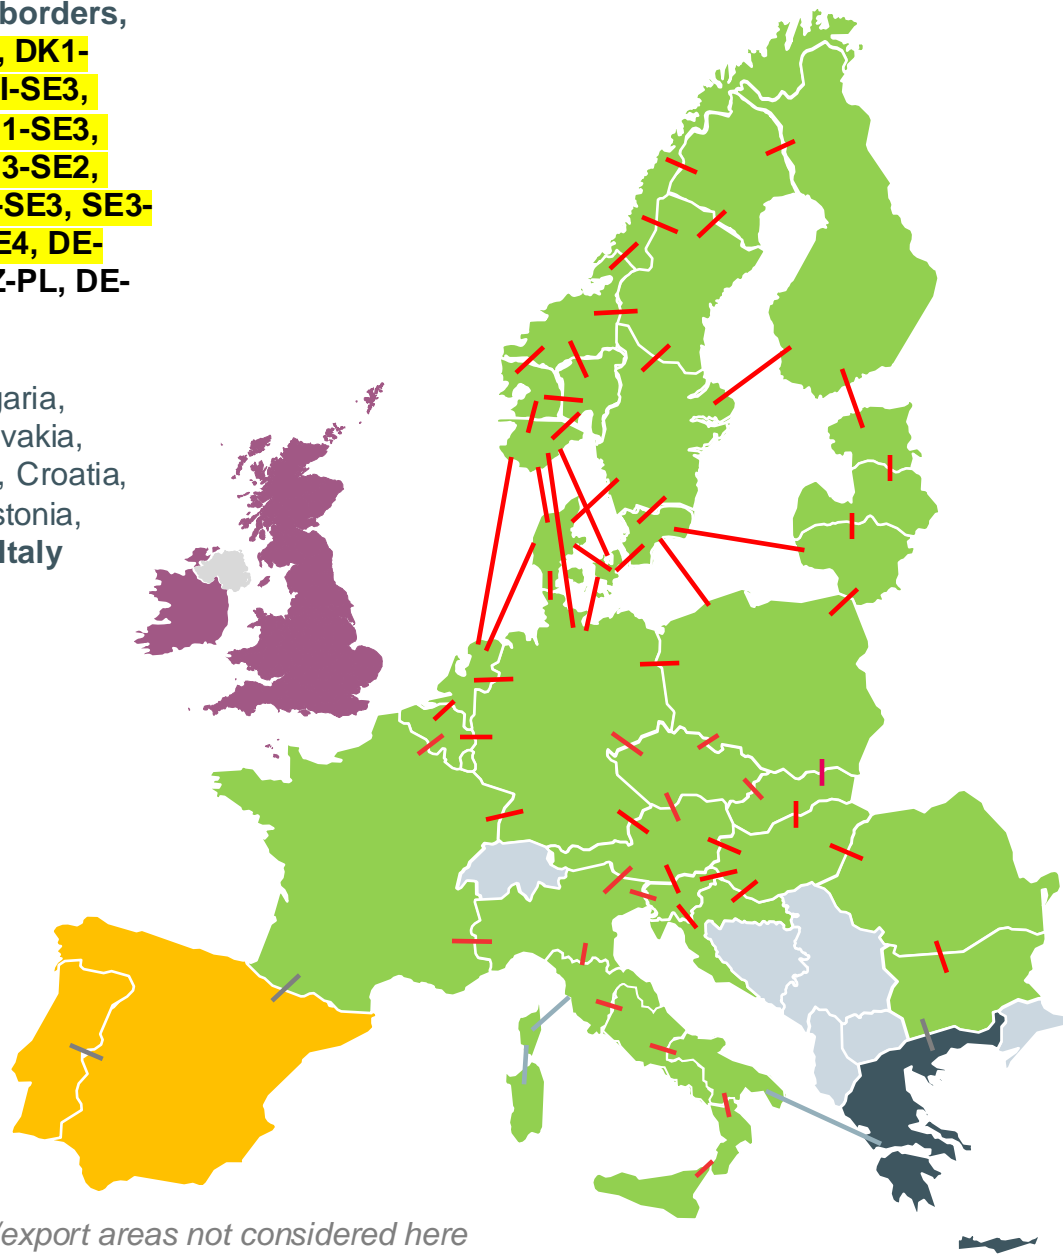 borders,
, DK1-
I-SE3,
1-SE3,
3-SE2,
-SE3, SE3-
E4, DE-
Z-PL, DE-
garia,
vakia,
, Croatia,
stonia,
Italy
/export areas not considered here